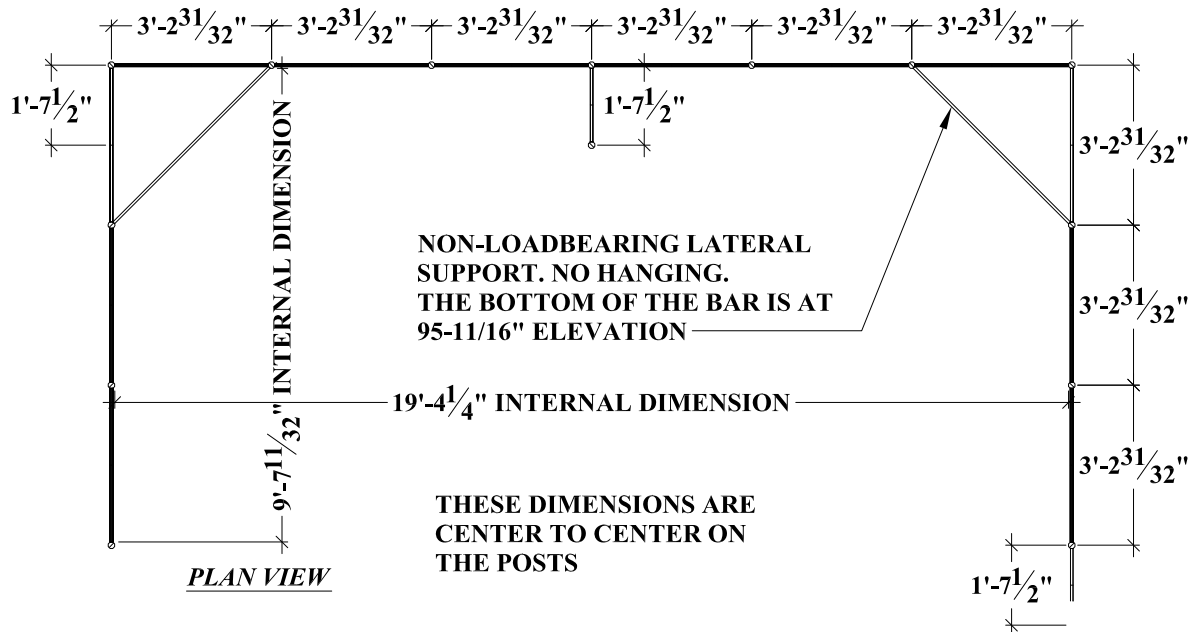 3'-2 31/32" 3'-2 31/32" 3'-2 31/32" 3'-2 31/32" 3'-2 31/32" 3'-2 31/32"
1'-7 1/2"
1'-7 1/2"
3'-2 31/32"
9'-7 11/32" INTERNAL DIMENSION
NON-LOADBEARING LATERAL
SUPPORT. NO HANGING.
THE BOTTOM OF THE BAR IS AT
95-11/16" ELEVATION
3'-2 31/32"
19'-4 1/4" INTERNAL DIMENSION
3'-2 31/32"
THESE DIMENSIONS ARE
CENTER TO CENTER ON
THE POSTS
PLAN VIEW
1'-7 1/2"